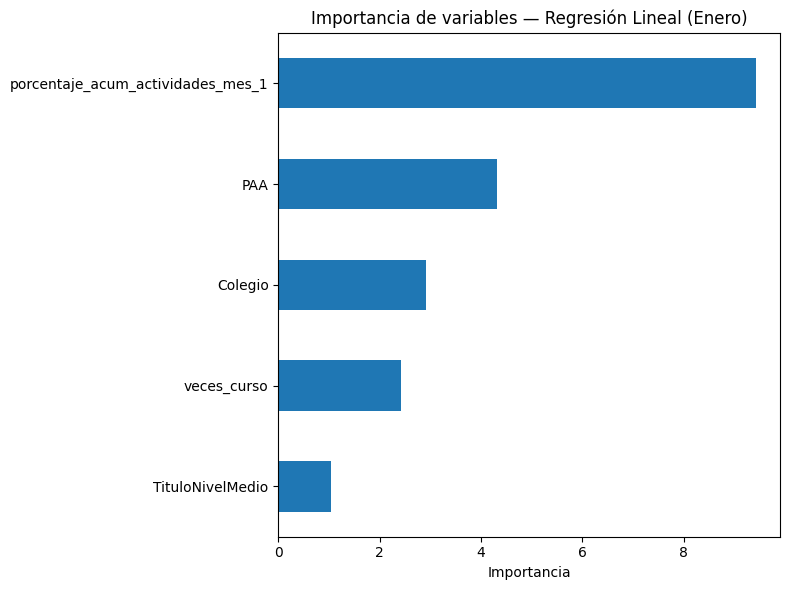 Importancia de variables — Regresión Lineal (Enero)
porcentaje_acum_actividades_mes_1
PAA
Colegio
veces_curso
TituloNivelMedio
0 2 4 6 8
Importancia